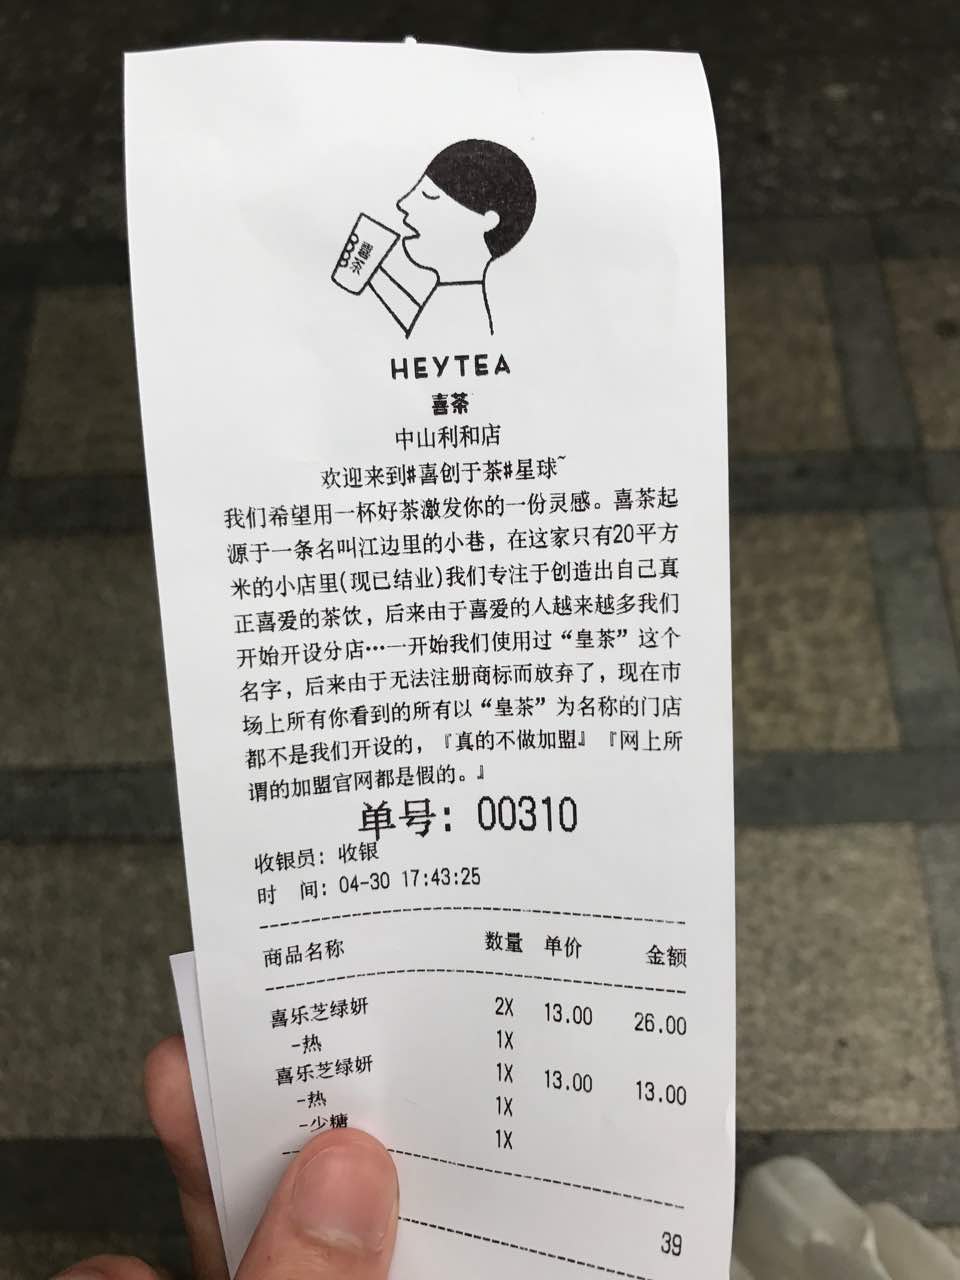 喜茶
HEYTEA
喜茶
中山利和店
欢迎来到#喜创于茶#星球~
我们希望用一杯好茶激发你的一份灵感。喜茶起
源于一条名叫江边里的小巷，在这家只有20平方
米的小店里(现已结业)我们专注于创造出自己真
正喜爱的茶饮，后来由于喜爱的人越来越多我们
开始开设分店…一开始我们使用过“皇茶”这个
名字，后来由于无法注册商标而放弃了，现在市
场上所有你看到的所有以“皇茶”为名称的门店
都不是我们开设的，『真的不做加盟』『网上所
谓的加盟官网都是假的。』
单号: 00310
收银员: 收银
时 间: 04-30 17:43:25
商品名称 数量 单价 金额
喜乐芝绿妍 2X 13.00 26.00
-热 1X
喜乐芝绿妍 1X 13.00 13.00
-热 1X
-少糖 1X
39